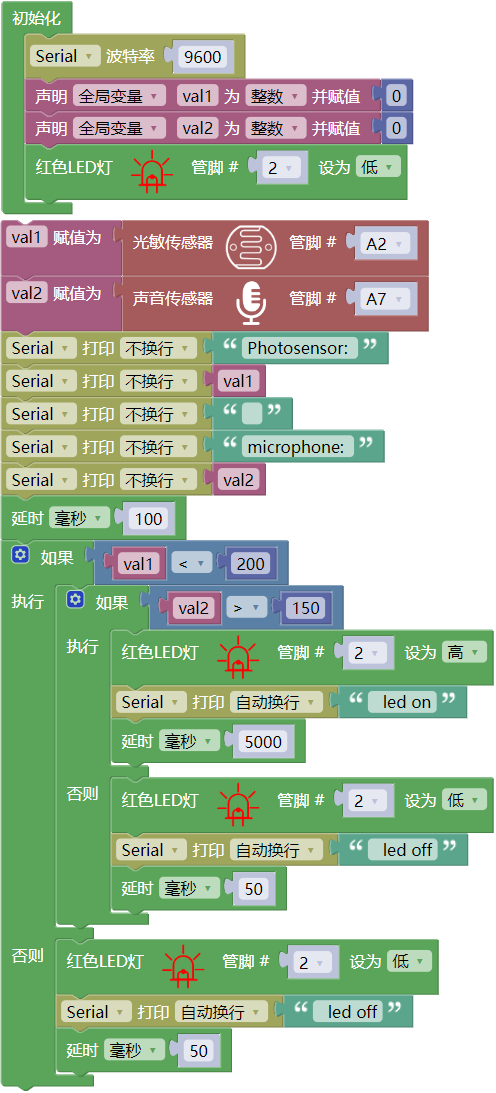 初始化
Serial 波特率 9600
声明 全局变量 val1 为 整数 并赋值 0
声明 全局变量 val2 为 整数 并赋值 0
红色LED灯 管脚 # 2 设为 低
val1 赋值为 光敏传感器 管脚 # A2
val2 赋值为 声音传感器 管脚 # A7
Serial 打印 不换行 “ Photosensor: ”
Serial 打印 不换行 val1
Serial 打印 不换行 “ ”
Serial 打印 不换行 “ microphone: ”
Serial 打印 不换行 val2
延时 毫秒 100
如果 val1 < 200
执行 如果 val2 > 150
执行 红色LED灯 管脚 # 2 设为 高
Serial 打印 自动换行 “ led on ”
延时 毫秒 5000
否则 红色LED灯 管脚 # 2 设为 低
Serial 打印 自动换行 “ led off ”
延时 毫秒 50
否则 红色LED灯 管脚 # 2 设为 低
Serial 打印 自动换行 “ led off ”
延时 毫秒 50